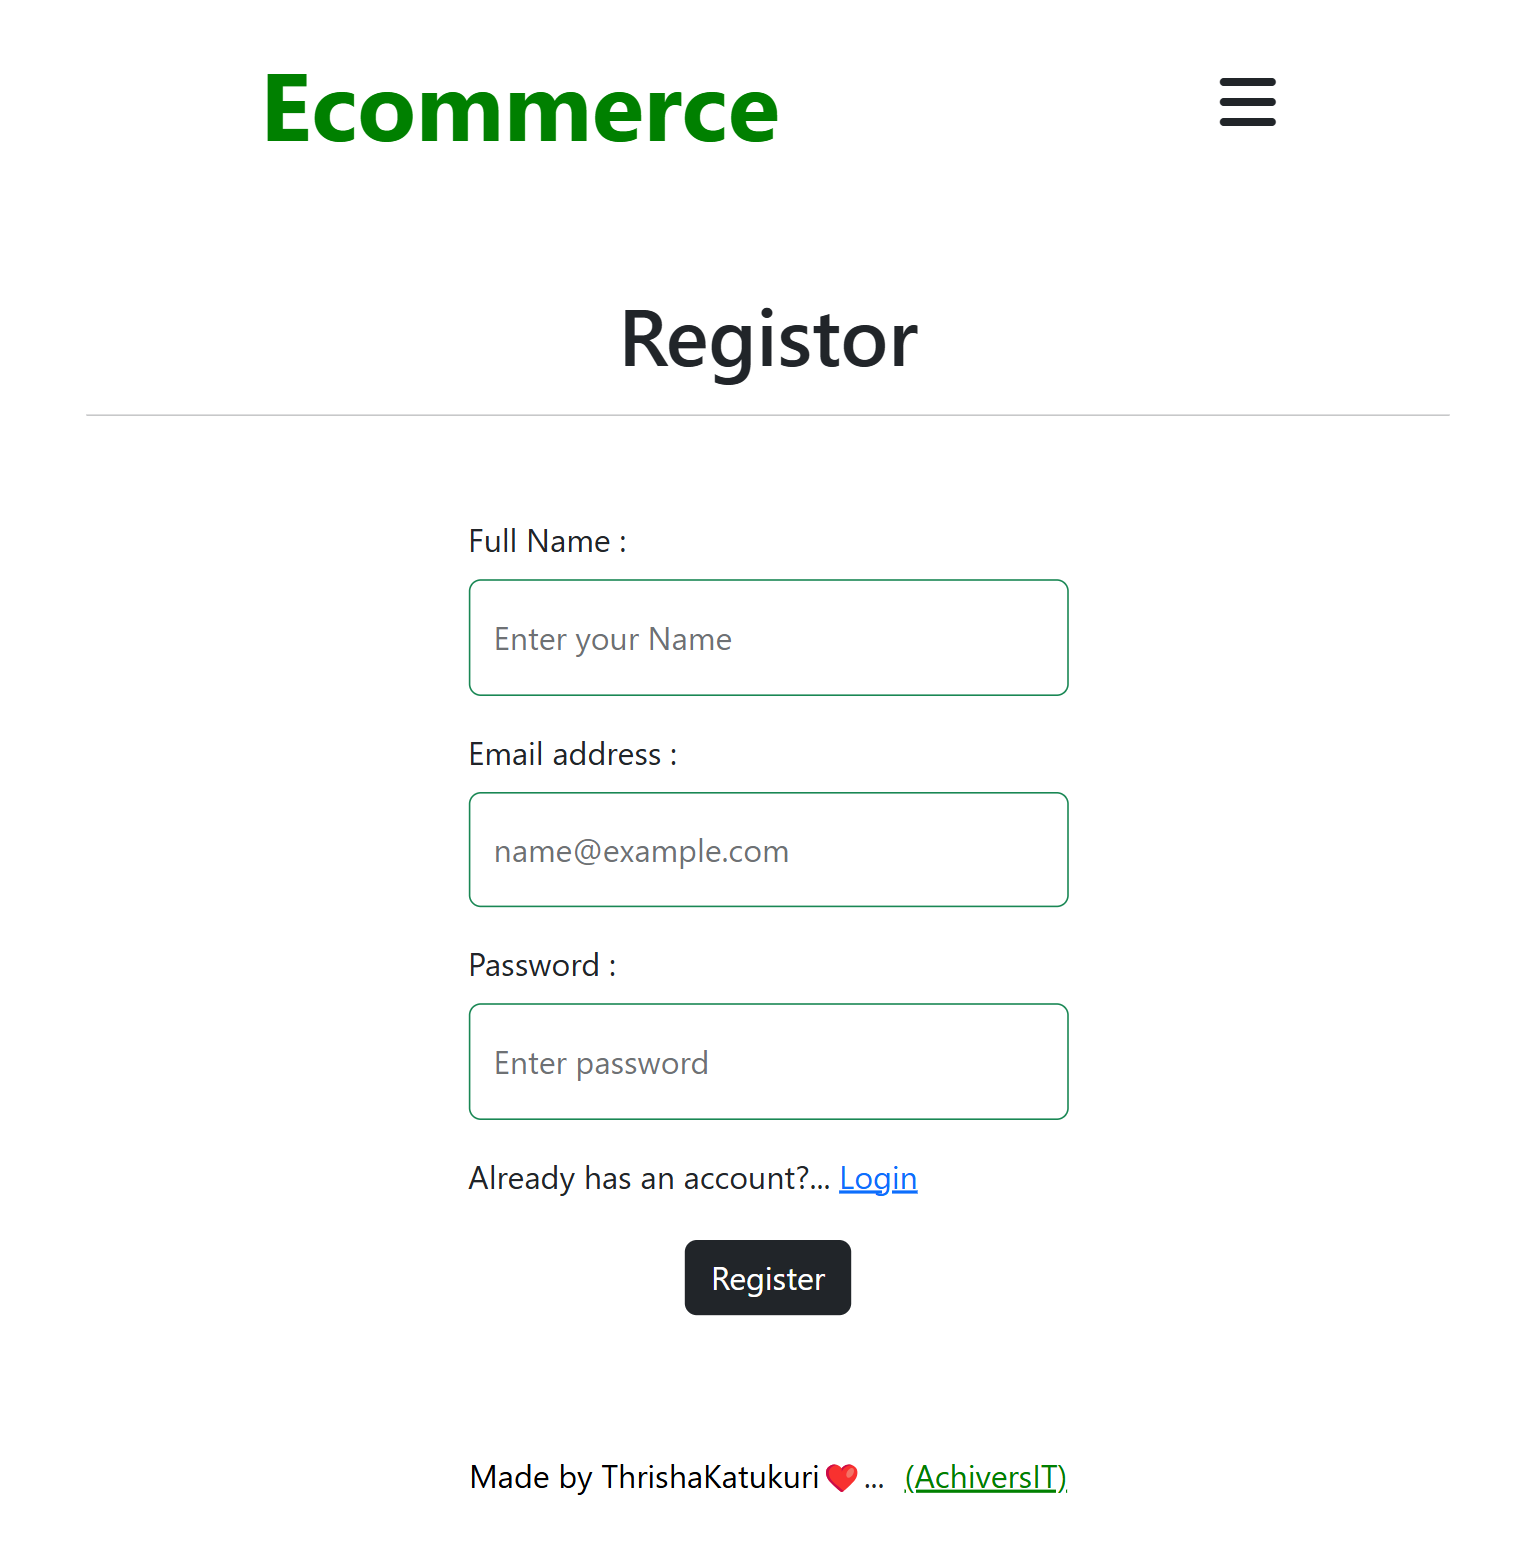 Ecommerce
Registor
Full Name :
Enter your Name
Email address :
name@example.com
Password :
Enter password
Already has an account?... Login
Register
Made by ThrishaKatukuri❤️... (AchiversIT)